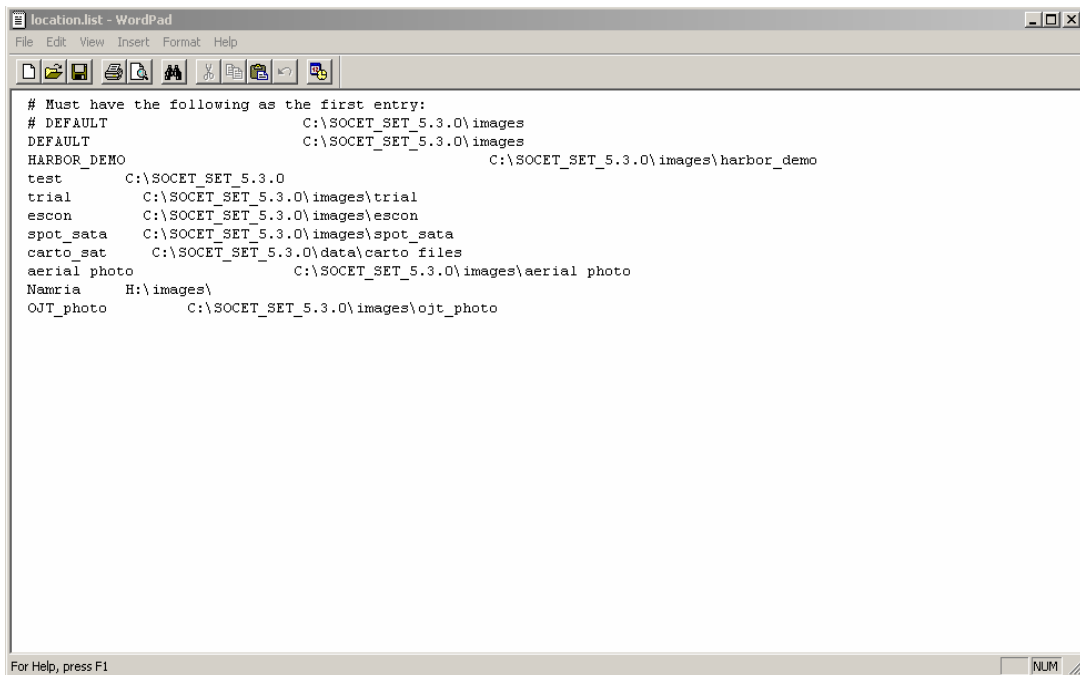 location.list - WordPad
File Edit View Insert Format Help
# Must have the following as the first entry:
# DEFAULT C:\SOCET_SET_5.3.0\images
DEFAULT C:\SOCET_SET_5.3.0\images
HARBOR_DEMO C:\SOCET_SET_5.3.0\images\harbor_demo
test C:\SOCET_SET_5.3.0
trial C:\SOCET_SET_5.3.0\images\trial
escon C:\SOCET_SET_5.3.0\images\escon
spot_sata C:\SOCET_SET_5.3.0\images\spot_sata
carto_sat C:\SOCET_SET_5.3.0\data\carto files
aerial photo C:\SOCET_SET_5.3.0\images\aerial photo
Namria H:\images\
OJT_photo C:\SOCET_SET_5.3.0\images\ojt_photo
For Help, press F1
NUM